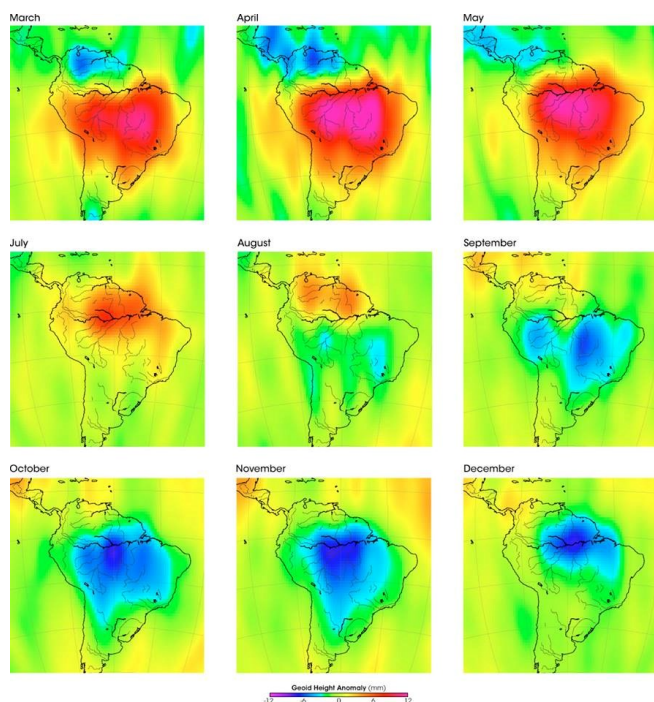 March April May
July August September
October November December
Geoid Height Anomaly (mm)
-12 -6 0 6 12